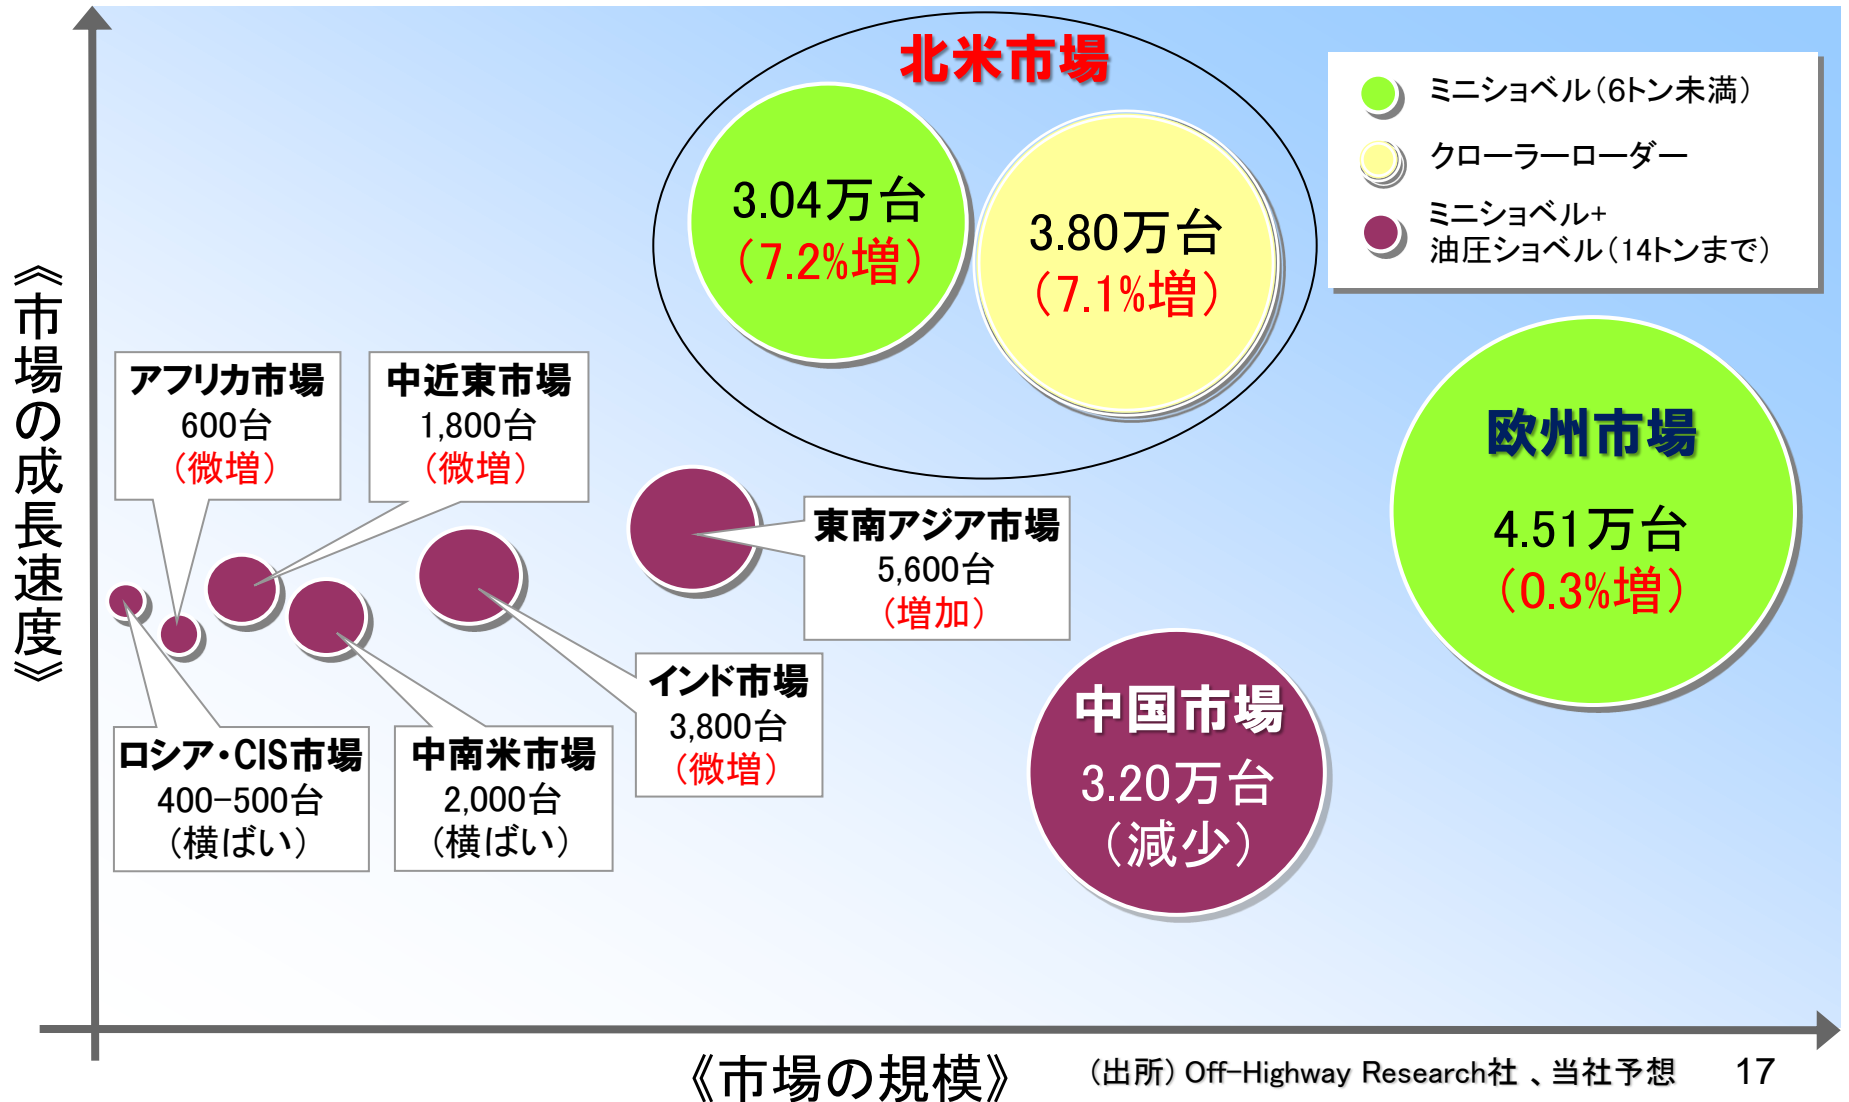 北米市場
3.04万台
（7.2%増）
3.80万台
（7.1%増）
ミニショベル（6トン未満）
クローラーローダー
ミニショベル+
油圧ショベル（14トンまで）
《市場の成長速度》
アフリカ市場
600台
（微増）
中近東市場
1,800台
（微増）
欧州市場
4.51万台
（0.3%増）
東南アジア市場
5,600台
（増加）
インド市場
3,800台
（微増）
中国市場
3.20万台
（減少）
ロシア・CIS市場
400-500台
（横ばい）
中南米市場
2,000台
（横ばい）
《市場の規模》
（出所）Off-Highway Research社 、当社予想
17